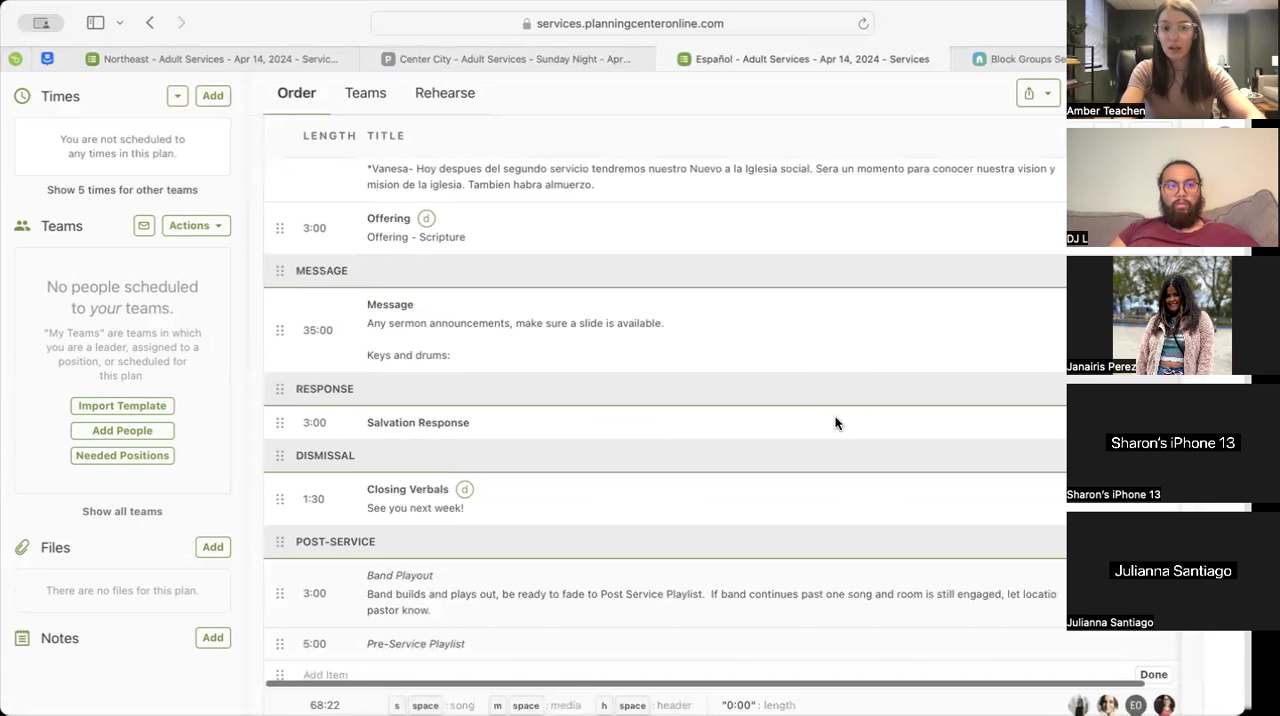 services.planningcenteronline.com
Northeast - Adult Services - Apr 14, 2024 - Servic...
Center City - Adult Services - Sunday Night - Apr...
Español - Adult Services - Apr 14, 2024 - Services
Block Groups Se
Times
Add
You are not scheduled to
any times in this plan.
Show 5 times for other teams
Teams
Actions
No people scheduled
to your teams.
"My Teams" are teams in which
you are a leader, assigned to a
position, or scheduled for
this plan.
Import Template
Add People
Needed Positions
Show all teams
Files
Add
There are no files for this plan.
Notes
Add
Order
Teams
Rehearse
LENGTH TITLE
*Vanesa- Hoy despues del segundo servicio tendremos nuestro Nuevo a la Iglesia social. Sera un momento para conocer nuestra vision y
mision de la iglesia. Tambien habra almuerzo.
3:00
Offering d
Offering - Scripture
MESSAGE
35:00
Message
Any sermon announcements, make sure a slide is available.
Keys and drums:
RESPONSE
3:00
Salvation Response
DISMISSAL
1:30
Closing Verbals d
See you next week!
POST-SERVICE
3:00
Band Playout
Band builds and plays out, be ready to fade to Post Service Playlist. If band continues past one song and room is still engaged, let locatio
pastor know.
5:00
Pre-Service Playlist
Add Item
Done
68:22
s space : song
m space : media
h space : header
"0:00" : length
EO
Amber Teachen
DJ L
Janairis Perez
Sharon's iPhone 13
Sharon's iPhone 13
Julianna Santiago
Julianna Santiago